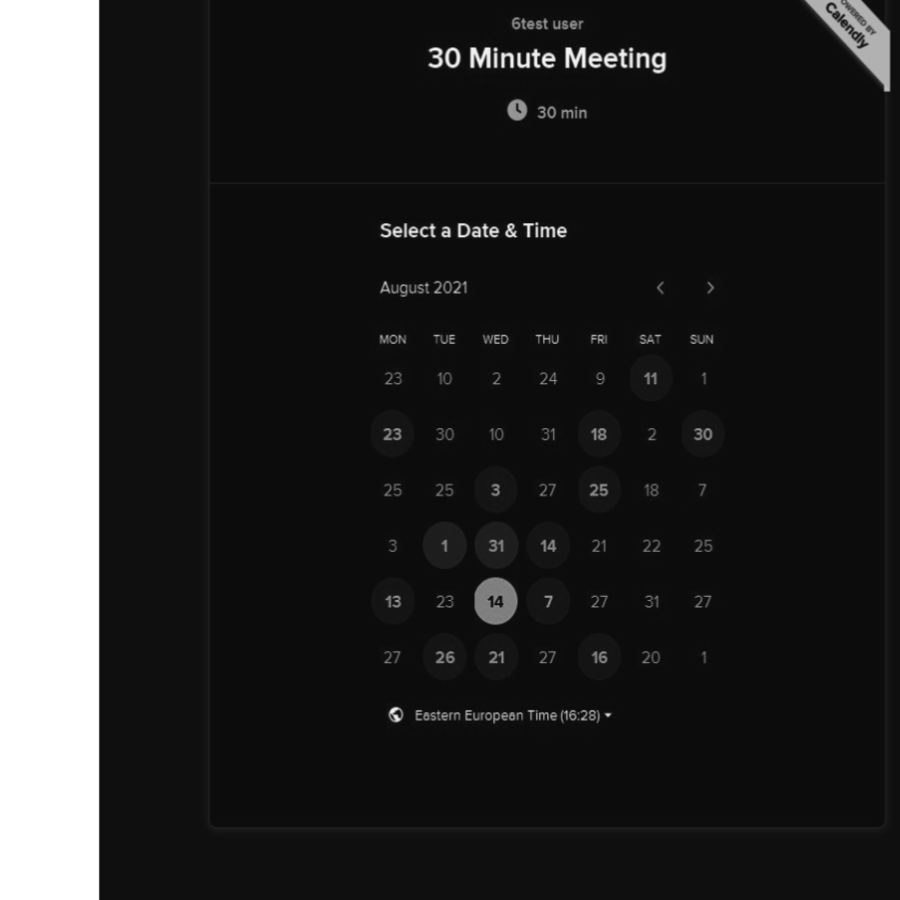 6test user
POWERED BY
Calendly
30 Minute Meeting
30 min
Select a Date & Time
August 2021
MON TUE WED THU FRI SAT SUN
23 10 2 24 9 11 1
23 30 10 31 18 2 30
25 25 3 27 25 18 7
3 1 31 14 21 22 25
13 23 14 7 27 31 27
27 26 21 27 16 20 1
Eastern European Time (16:28)